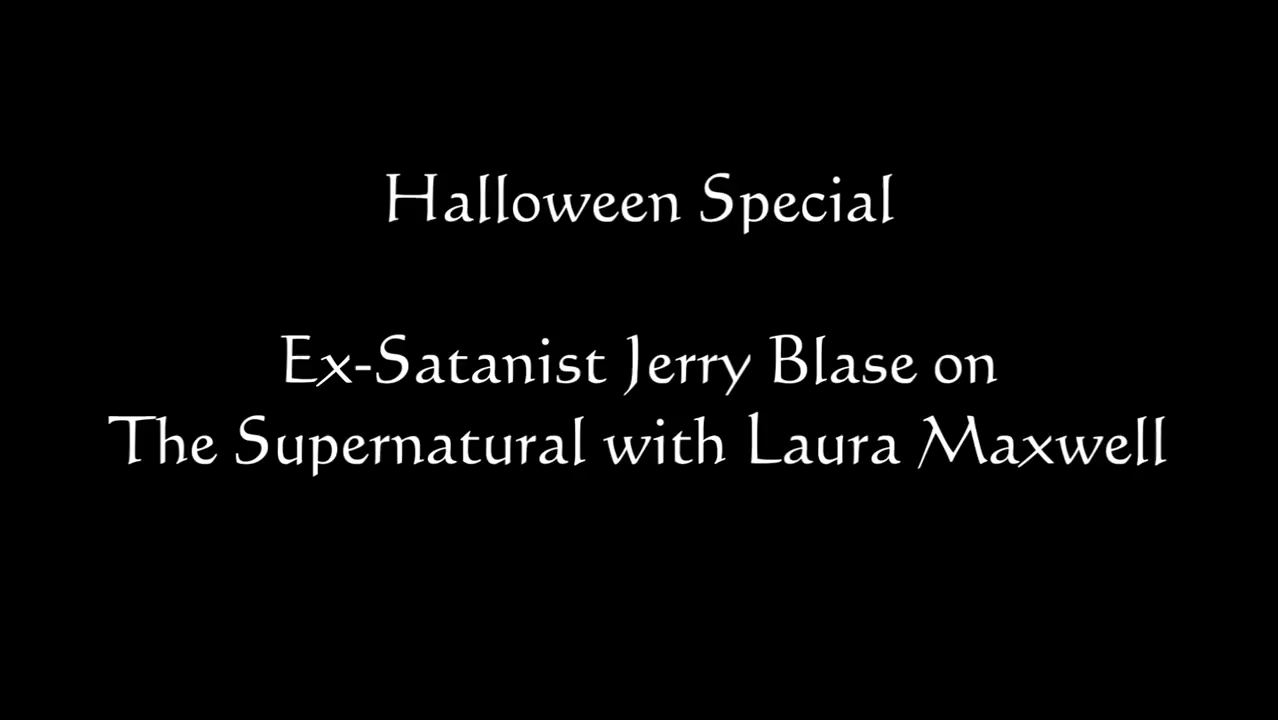 Halloween Special
Ex-Satanist Jerry Blase on
The Supernatural with Laura Maxwell